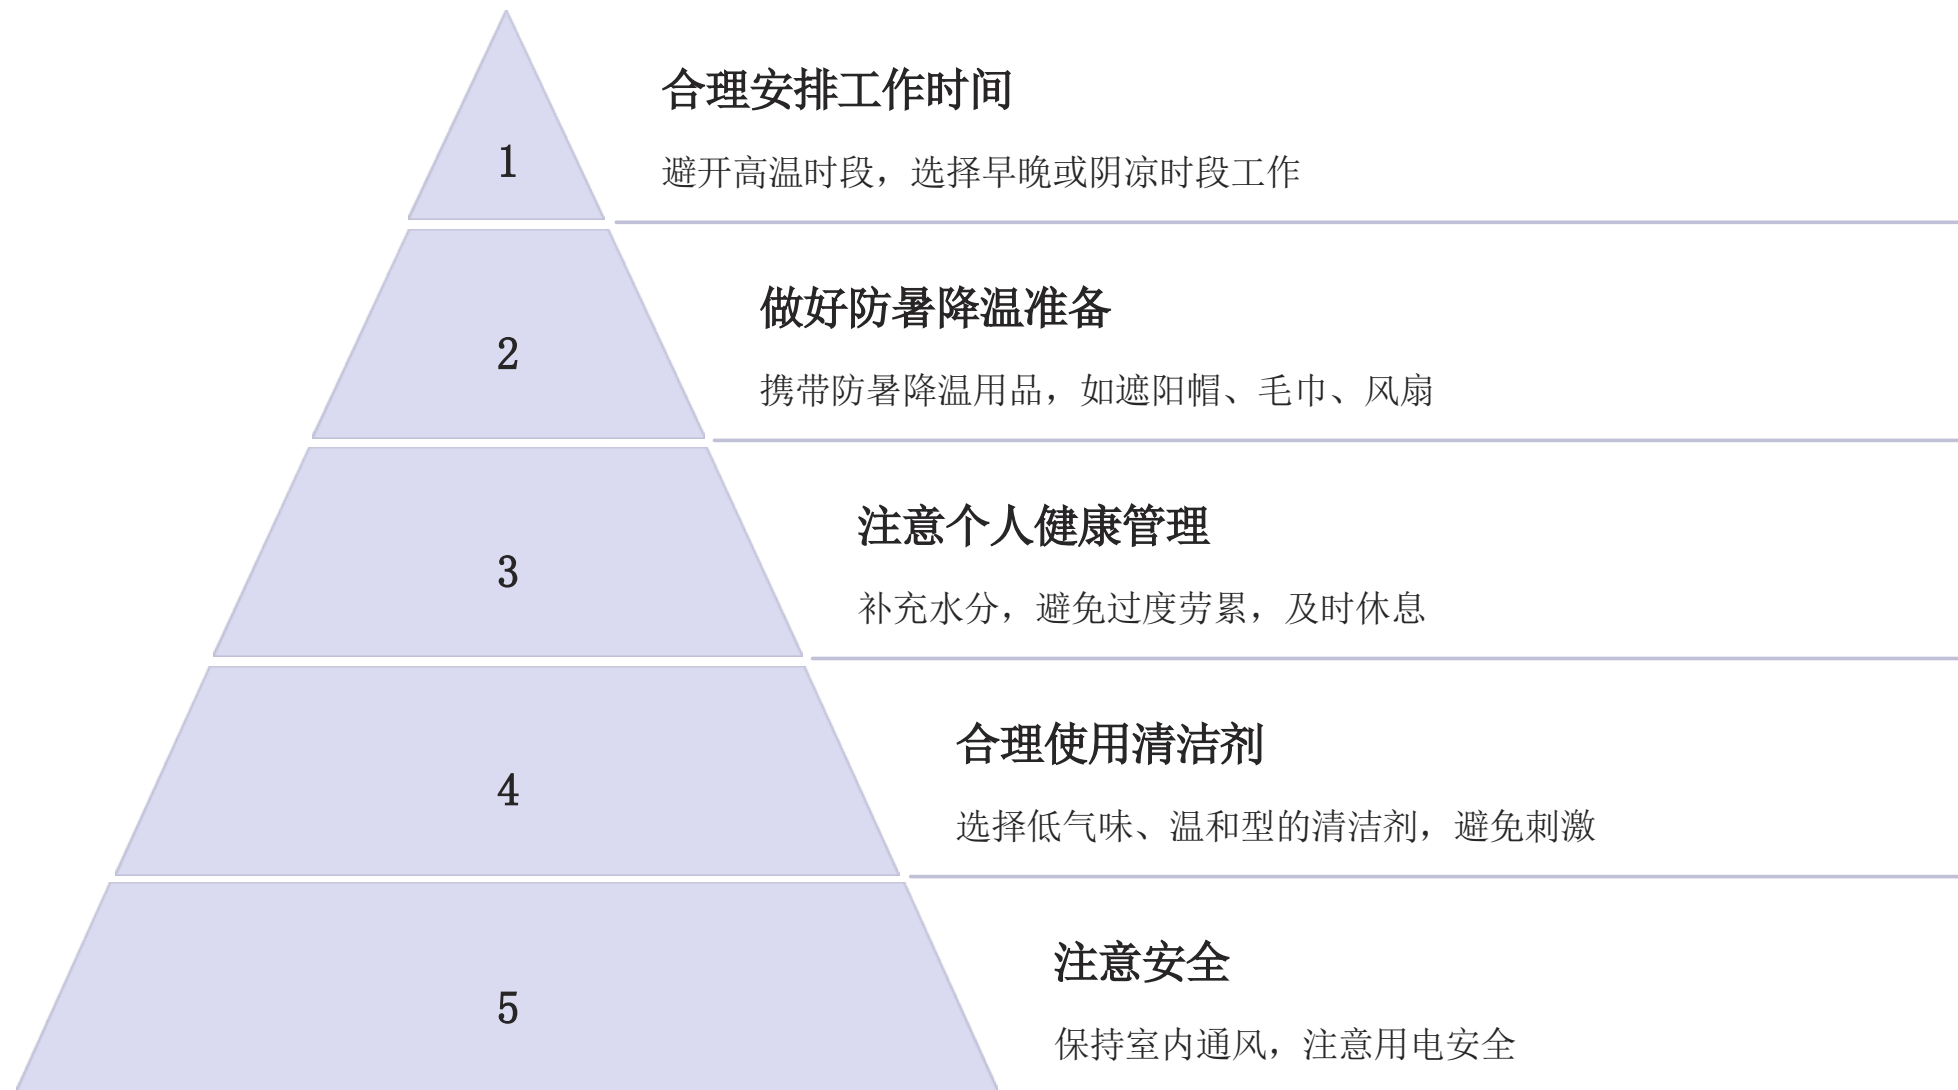 1
合理安排工作时间
避开高温时段，选择早晚或阴凉时段工作
2
做好防暑降温准备
携带防暑降温用品，如遮阳帽、毛巾、风扇
3
注意个人健康管理
补充水分，避免过度劳累，及时休息
4
合理使用清洁剂
选择低气味、温和型的清洁剂，避免刺激
5
注意安全
保持室内通风，注意用电安全